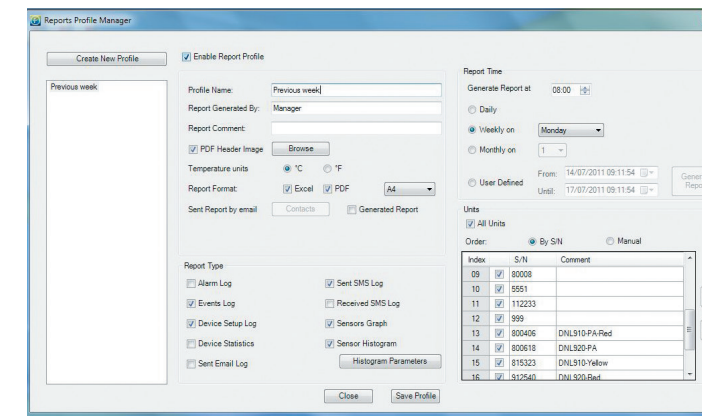 Reports Profile Manager
Create New Profile
Enable Report Profile
Previous week
Profile Name: Previous week
Report Generated By: Manager
Report Comment:
PDF Header Image Browse
Temperature units °C °F
Report Format: Excel PDF A4
Sent Report by email Contacts Generated Report
Report Type
Alarm Log Sent SMS Log
Events Log Received SMS Log
Device Setup Log Sensors Graph
Device Statistics Sensor Histogram
Sent Email Log Histogram Parameters
Report Time
Generate Report at 08:00
Daily
Weekly on Monday
Monthly on 1
User Defined From: 14/07/2011 09:11:54
Until: 17/07/2011 09:11:54
Gener
Repo
Units
All Units
Order: By S/N Manual
Index S/N Comment
09 80008
10 5551
11 112233
12 999
13 800406 DNL910-PA-Red
14 800618 DNL920-PA
15 815323 DNL910-Yellow
16 912540 DNL920-Red
Close Save Profile